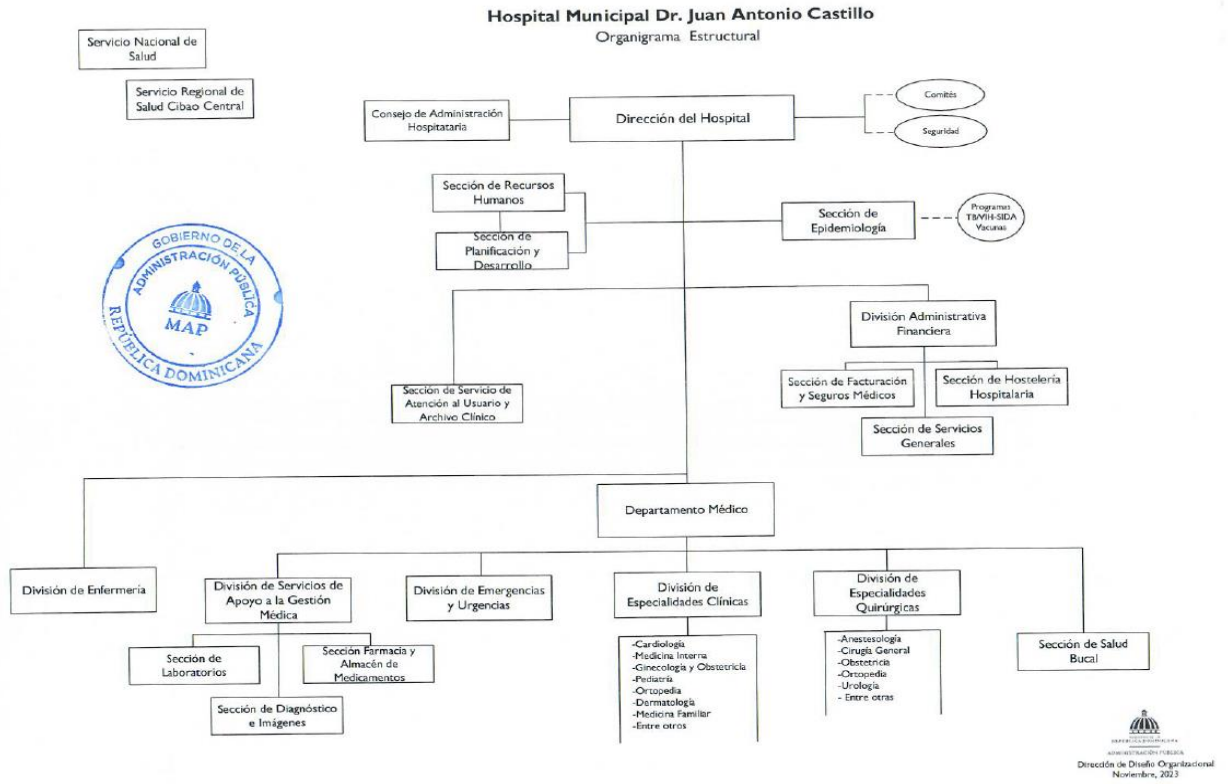 Hospital Municipal Dr. Juan Antonio Castillo
Organigrama Estructural
Servicio Nacional de
Salud
Servicio Regional de
Salud Cibao Central
Consejo de Administración
Hospitataria
Dirección del Hospital
Comités
Seguridad
Sección de Recursos
Humanos
Sección de
Planificación y
Desarrollo
Sección de
Epidemiología
Programas
TB/VIH-SIDA
Vacunas
GOBIERNO DE LA
REPÚBLICA DOMINICANA
ADMINISTRACIÓN PÚBLICA
MAP
División Administrativa
Financiera
Sección de Facturación
y Seguros Médicos
Sección de Hostelería
Hospitalaria
Sección de Servicios
Generales
Sección de Servicio de
Atención al Usuario y
Archivo Clínico
Departamento Médico
División de Enfermería
División de Servicios de
Apoyo a la Gestión
Médica
División de Emergencias
y Urgencias
División de
Especialidades Clínicas
División de
Especialidades
Quirúrgicas
Sección de Salud
Bucal
Sección de
Laboratorios
Sección Farmacia y
Almacén de
Medicamentos
Sección de Diagnóstico
e Imágenes
-Cardiología
-Medicina Interna
-Ginecología y Obstetricia
-Pediatría
-Ortopedia
-Dermatología
-Medicina Familiar
-Entre otros
-Anestesología
-Cirugía General
-Obstetricia
-Ortopedia
-Urología
- Entre otras
REPÚBLICA DOMINICANA
ADMINISTRACIÓN PÚBLICA
Dirección de Diseño Organizacional
Noviembre, 2023